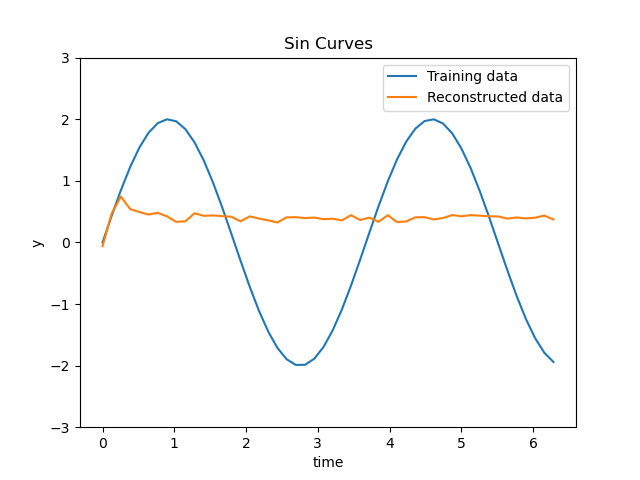 Sin Curves
Training data
Reconstructed data
3
2
1
0
−1
−2
−3
y
0 1 2 3 4 5 6
time